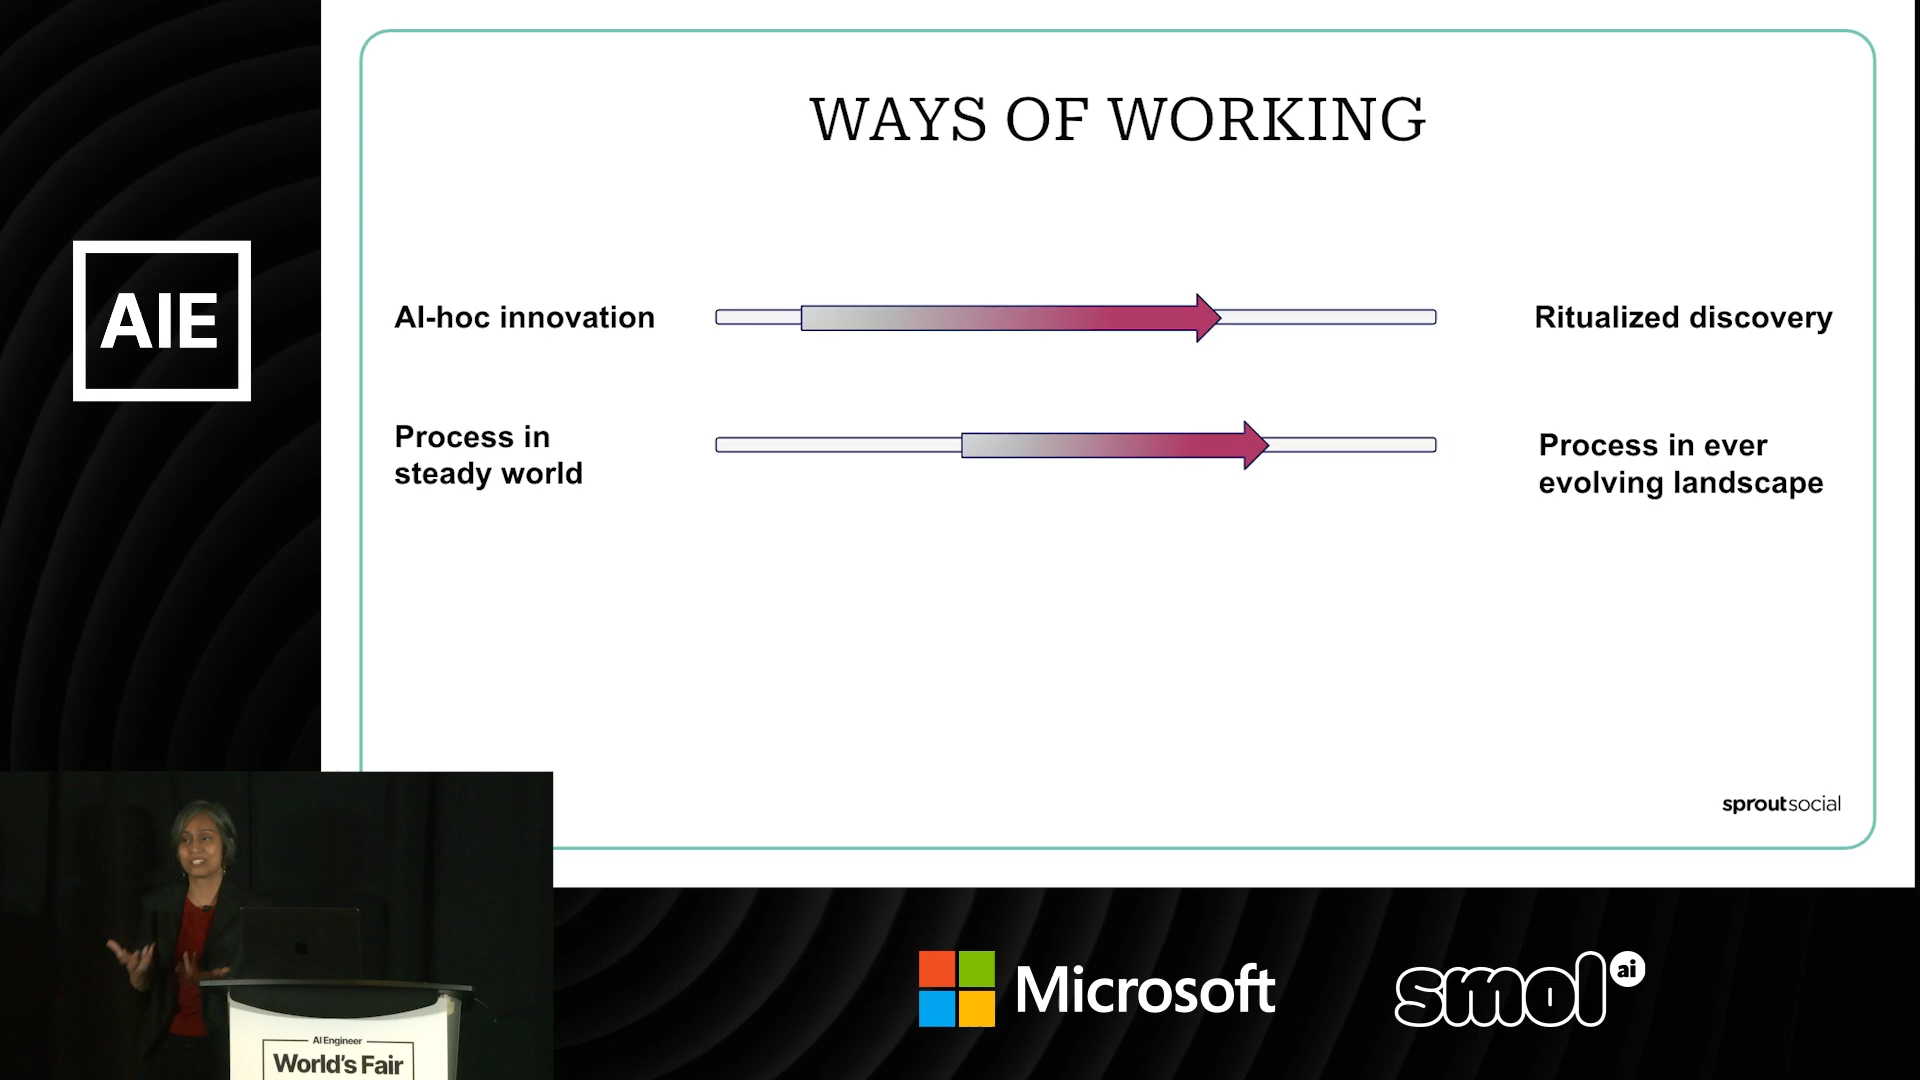 WAYS OF WORKING
AIE
AI-hoc innovation
Ritualized discovery
Process in
steady world
Process in ever
evolving landscape
sproutsocial
AI Engineer
World's Fair
Microsoft
smol ai